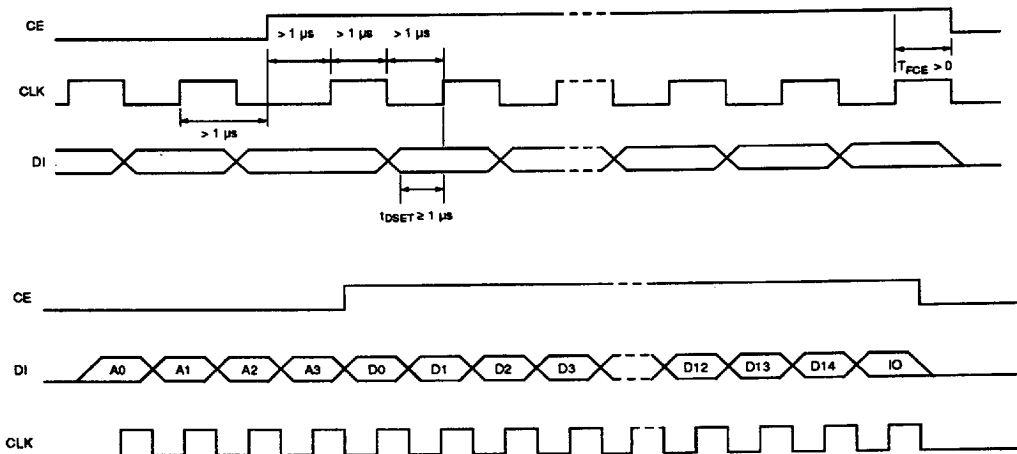 CE
> 1 µs > 1 µs > 1 µs
CLK
TFCE > 0
> 1 µs
DI
tDSET ≥ 1 µs
CE
DI A0 A1 A2 A3 D0 D1 D2 D3 D12 D13 D14 IO
CLK